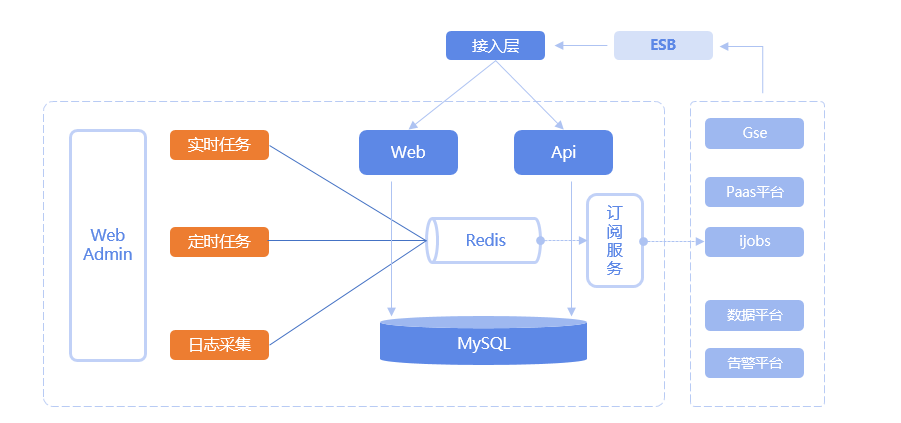 接入层
ESB
Web
Admin
实时任务
定时任务
日志采集
Web
Api
Redis
订
阅
服
务
MySQL
Gse
Paas平台
ijobs
数据平台
告警平台